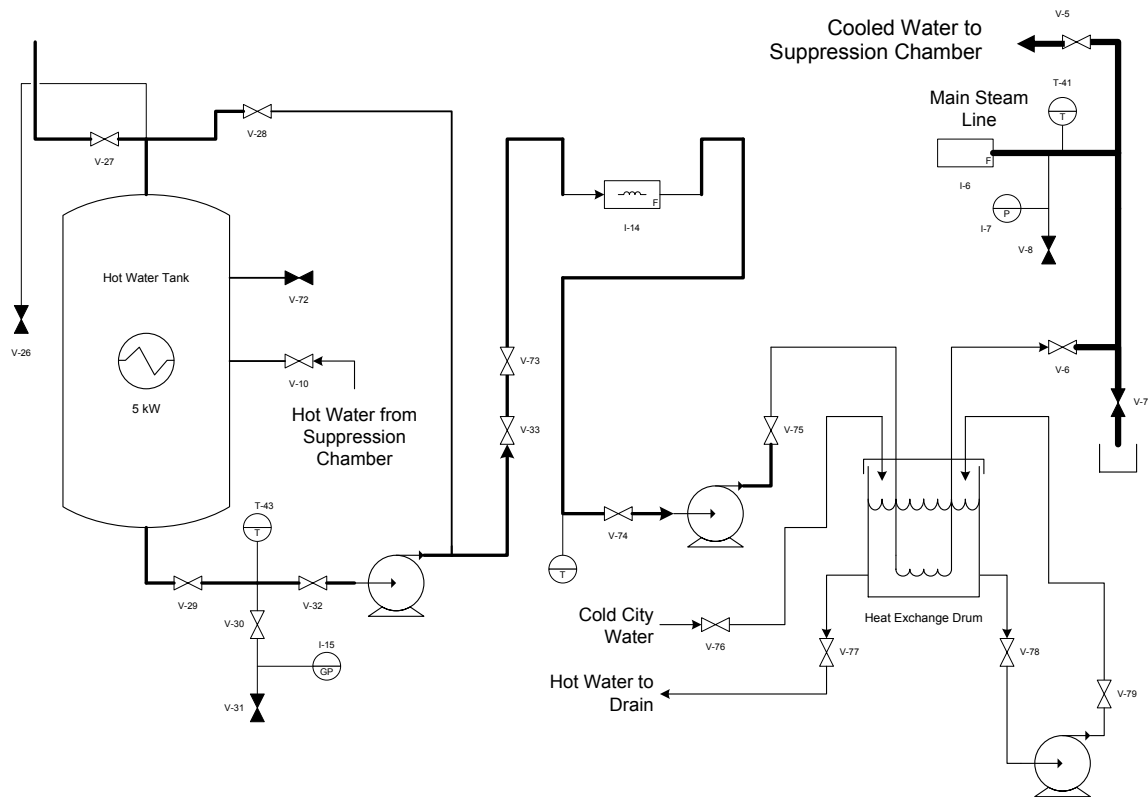 V-5
Cooled Water to
Suppression Chamber
T-41
T
Main Steam
Line
F
I-6
P
I-7
V-8
V-28
V-27
F
I-14
Hot Water Tank
V-72
V-26
V-10
5 kW
Hot Water from
Suppression
Chamber
V-73
V-33
V-6
V-7
V-75
T-43
T
V-74
T
V-29
V-32
V-30
I-15
GP
V-31
Cold City
Water
V-76
Heat Exchange Drum
V-77
V-78
Hot Water to
Drain
V-79